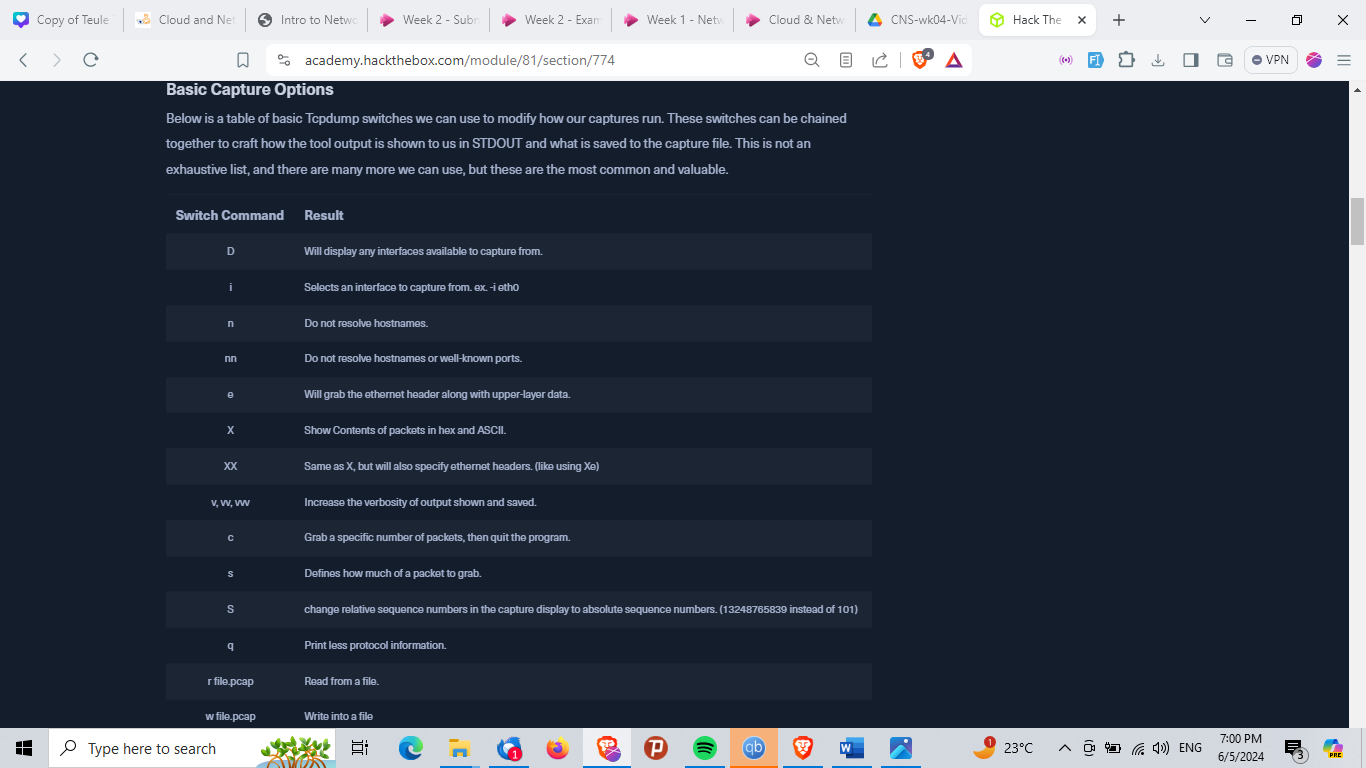 Copy of Teule
Cloud and Net
Intro to Netwo
Week 2 - Subn
Week 2 - Exam
Week 1 - Netw
Cloud & Netw
CNS-wk04-Vid
Hack The
academy.hackthebox.com/module/81/section/774
4
VPN
Basic Capture Options
Below is a table of basic Tcpdump switches we can use to modify how our captures run. These switches can be chained
together to craft how the tool output is shown to us in STDOUT and what is saved to the capture file. This is not an
exhaustive list, and there are many more we can use, but these are the most common and valuable.
Switch Command Result
D Will display any interfaces available to capture from.
i Selects an interface to capture from. ex. -i eth0
n Do not resolve hostnames.
nn Do not resolve hostnames or well-known ports.
e Will grab the ethernet header along with upper-layer data.
X Show Contents of packets in hex and ASCII.
XX Same as X, but will also specify ethernet headers. (like using Xe)
v, vv, vvv Increase the verbosity of output shown and saved.
c Grab a specific number of packets, then quit the program.
s Defines how much of a packet to grab.
S change relative sequence numbers in the capture display to absolute sequence numbers. (13248765839 instead of 101)
q Print less protocol information.
r file.pcap Read from a file.
w file.pcap Write into a file
Type here to search
1
qb
1
23°C
ENG
7:00 PM
6/5/2024
3
PRE